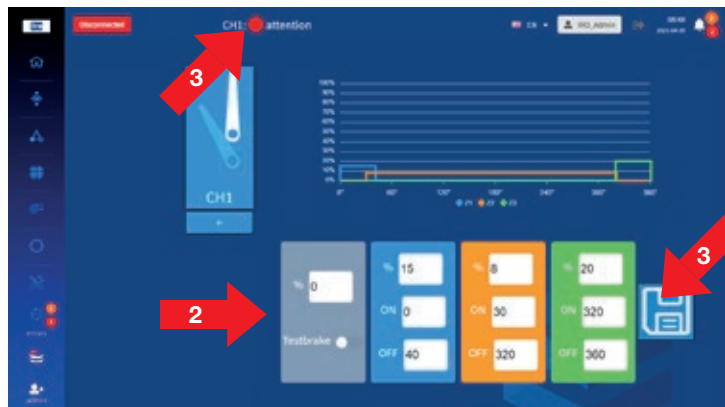 Disconnected
CH1: attention
EN
IRO_Admin
3
100%
90%
80%
70%
60%
50%
40%
30%
20%
10%
0%
0° 60° 120° 180° 240° 300° 360°
Z1 Z2 Z3
CH1
3
2
% 0
Testbrake
% 15
ON 0
OFF 40
% 8
ON 30
OFF 320
% 20
ON 320
OFF 360